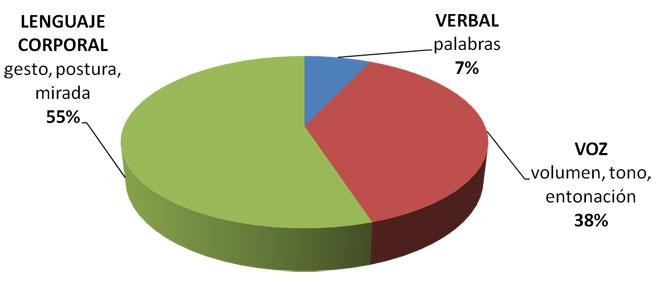 LENGUAJE
CORPORAL
gesto, postura,
mirada
55%
VERBAL
palabras
7%
VOZ
volumen, tono,
entonación
38%